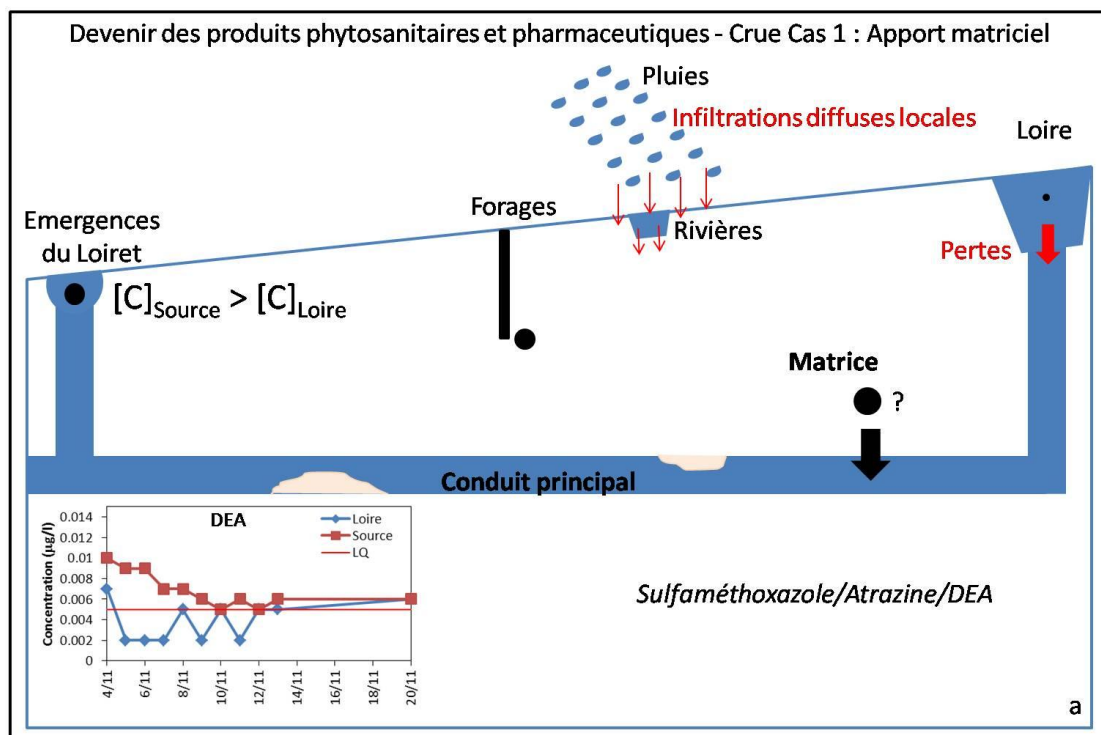 Devenir des produits phytosanitaires et pharmaceutiques - Crue Cas 1 : Apport matriciel
Pluies
Infiltrations diffuses locales
Loire
Emergences
du Loiret
Forages
Rivières
Pertes
[C]Source > [C]Loire
Matrice
?
Conduit principal
DEA
Loire
Source
LQ
Concentration (µg/l)
0.014
0.012
0.01
0.008
0.006
0.004
0.002
0
4/11
6/11
8/11
10/11
12/11
14/11
16/11
18/11
20/11
Sulfaméthoxazole/Atrazine/DEA
a